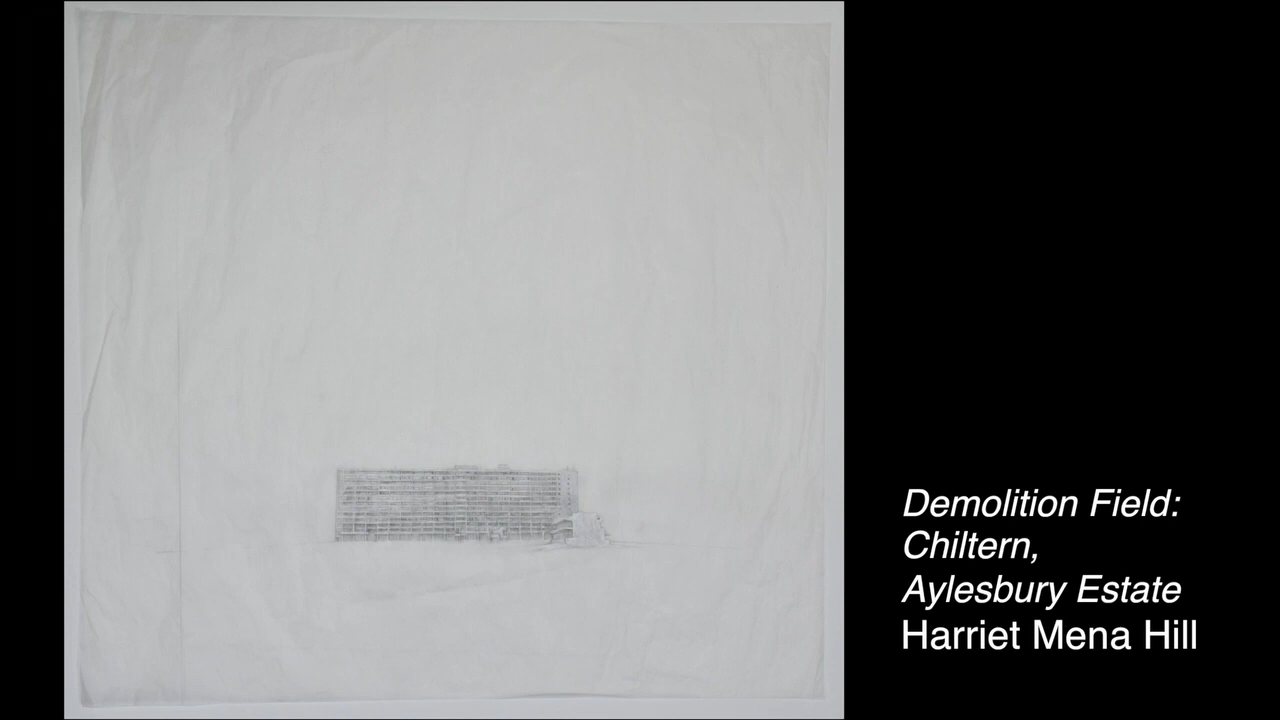 Demolition Field:
Chiltern,
Aylesbury Estate
Harriet Mena Hill